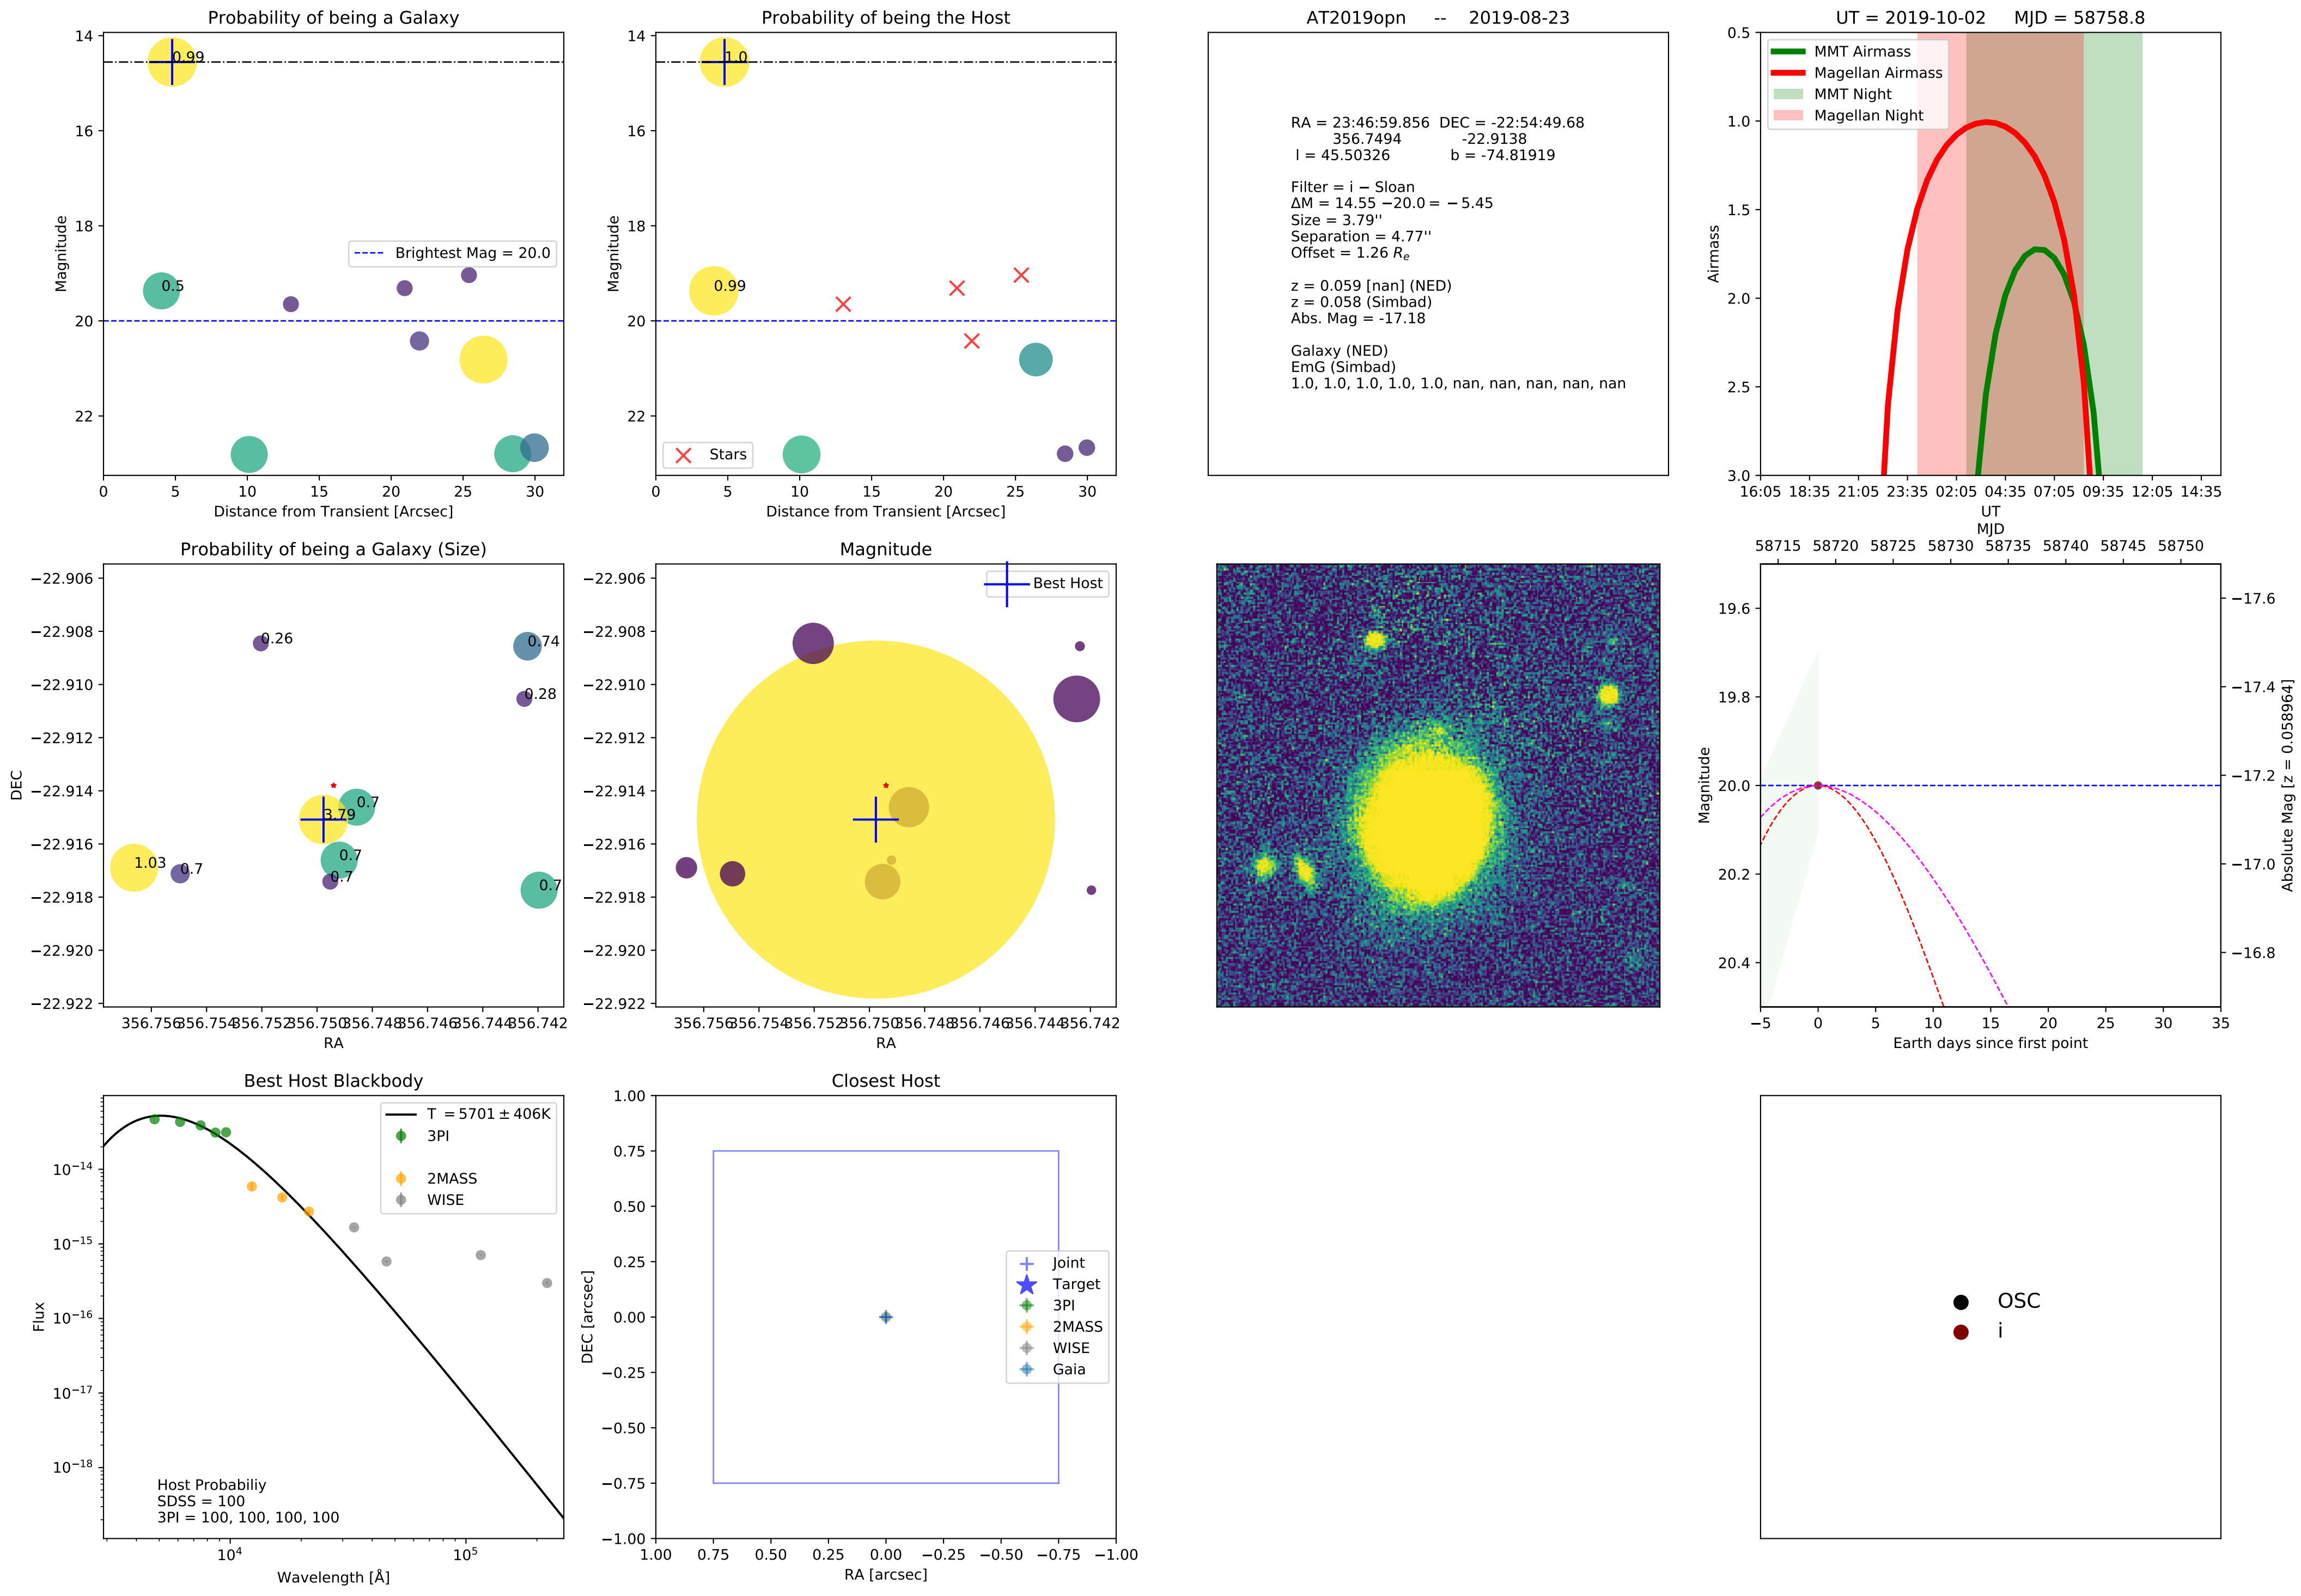 Probability of being a Galaxy
14
16
18
20
22
Magnitude
0.99
0.5
Brightest Mag = 20.0
0
5
10
15
20
25
30
Distance from Transient [Arcsec]
Probability of being the Host
14
16
18
20
22
Magnitude
1.0
0.99
Stars
0
5
10
15
20
25
30
Distance from Transient [Arcsec]
AT2019opn -- 2019-08-23
RA = 23:46:59.856 DEC = -22:54:49.68
356.7494 -22.9138
l = 45.50326 b = -74.81919
Filter = i − Sloan
ΔM = 14.55 −20.0 = −5.45
Size = 3.79''
Separation = 4.77''
Offset = 1.26 Re
z = 0.059 [nan] (NED)
z = 0.058 (Simbad)
Abs. Mag = -17.18
Galaxy (NED)
EmG (Simbad)
1.0, 1.0, 1.0, 1.0, 1.0, nan, nan, nan, nan, nan
UT = 2019-10-02 MJD = 58758.8
MMT Airmass
Magellan Airmass
MMT Night
Magellan Night
0.5
1.0
1.5
2.0
2.5
3.0
Airmass
16:05 18:35 21:05 23:35 02:05 04:35 07:05 09:35 12:05 14:35
UT
Probability of being a Galaxy (Size)
−22.906
−22.908
−22.910
−22.912
−22.914
−22.916
−22.918
−22.920
−22.922
DEC
0.26
0.74
0.28
0.7
3.79
0.7
1.03
0.7
0.7
0.7
356.756 356.754 356.752 356.750 356.748 356.746 356.744 356.742
RA
Magnitude
Best Host
−22.906
−22.908
−22.910
−22.912
−22.914
−22.916
−22.918
−22.920
−22.922
356.756 356.754 356.752 356.750 356.748 356.746 356.744 356.742
RA
MJD
58715 58720 58725 58730 58735 58740 58745 58750
19.6
19.8
20.0
20.2
20.4
Magnitude
−17.6
−17.4
−17.2
−17.0
−16.8
Absolute Mag [z = 0.058964]
−5 0 5 10 15 20 25 30 35
Earth days since first point
Best Host Blackbody
T = 5701 ± 406K
3PI
2MASS
WISE
10−14
10−15
10−16
10−17
10−18
Flux
Host Probabiliy
SDSS = 100
3PI = 100, 100, 100, 100
104 105
Wavelength [Å]
Closest Host
1.00
0.75
0.50
0.25
0.00
−0.25
−0.50
−0.75
−1.00
DEC [arcsec]
Joint
Target
3PI
2MASS
WISE
Gaia
1.00 0.75 0.50 0.25 0.00 −0.25 −0.50 −0.75 −1.00
RA [arcsec]
OSC
i